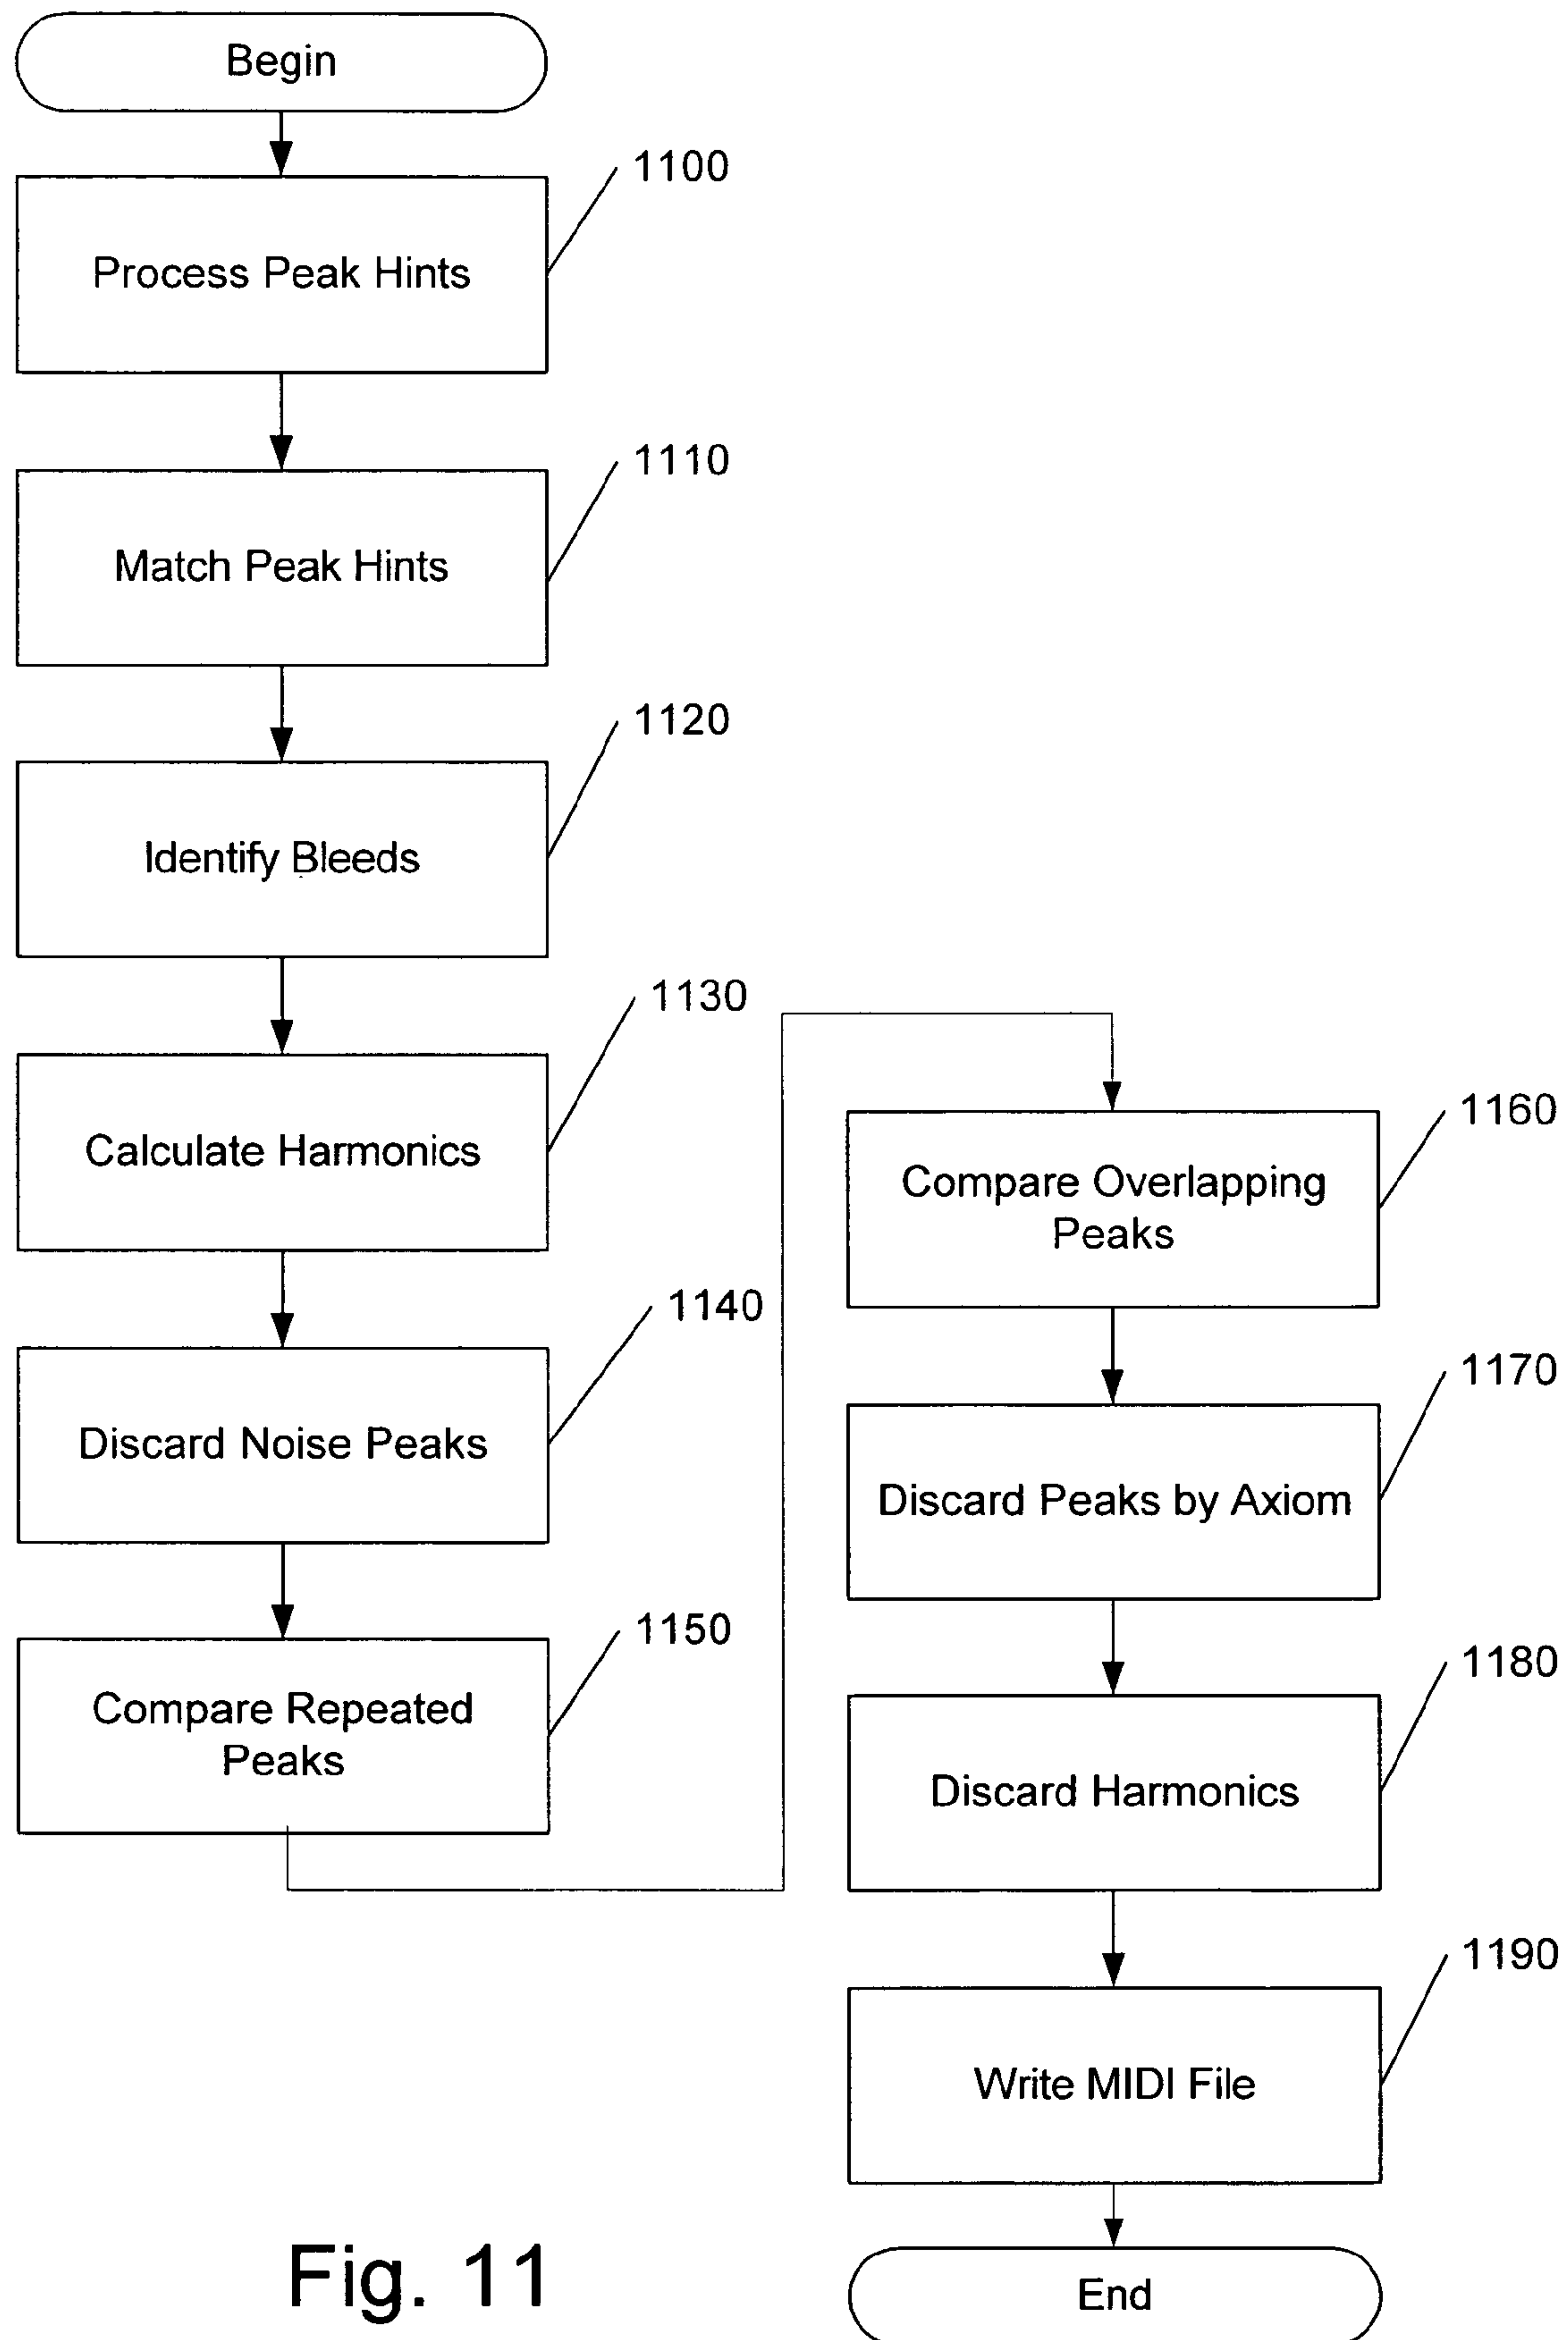 Begin
1100
Process Peak Hints
1110
Match Peak Hints
1120
Identify Bleeds
1130
Calculate Harmonics
1140
Discard Noise Peaks
1150
Compare Repeated
Peaks
1160
Compare Overlapping
Peaks
1170
Discard Peaks by Axiom
1180
Discard Harmonics
1190
Write MIDI File
End
Fig. 11